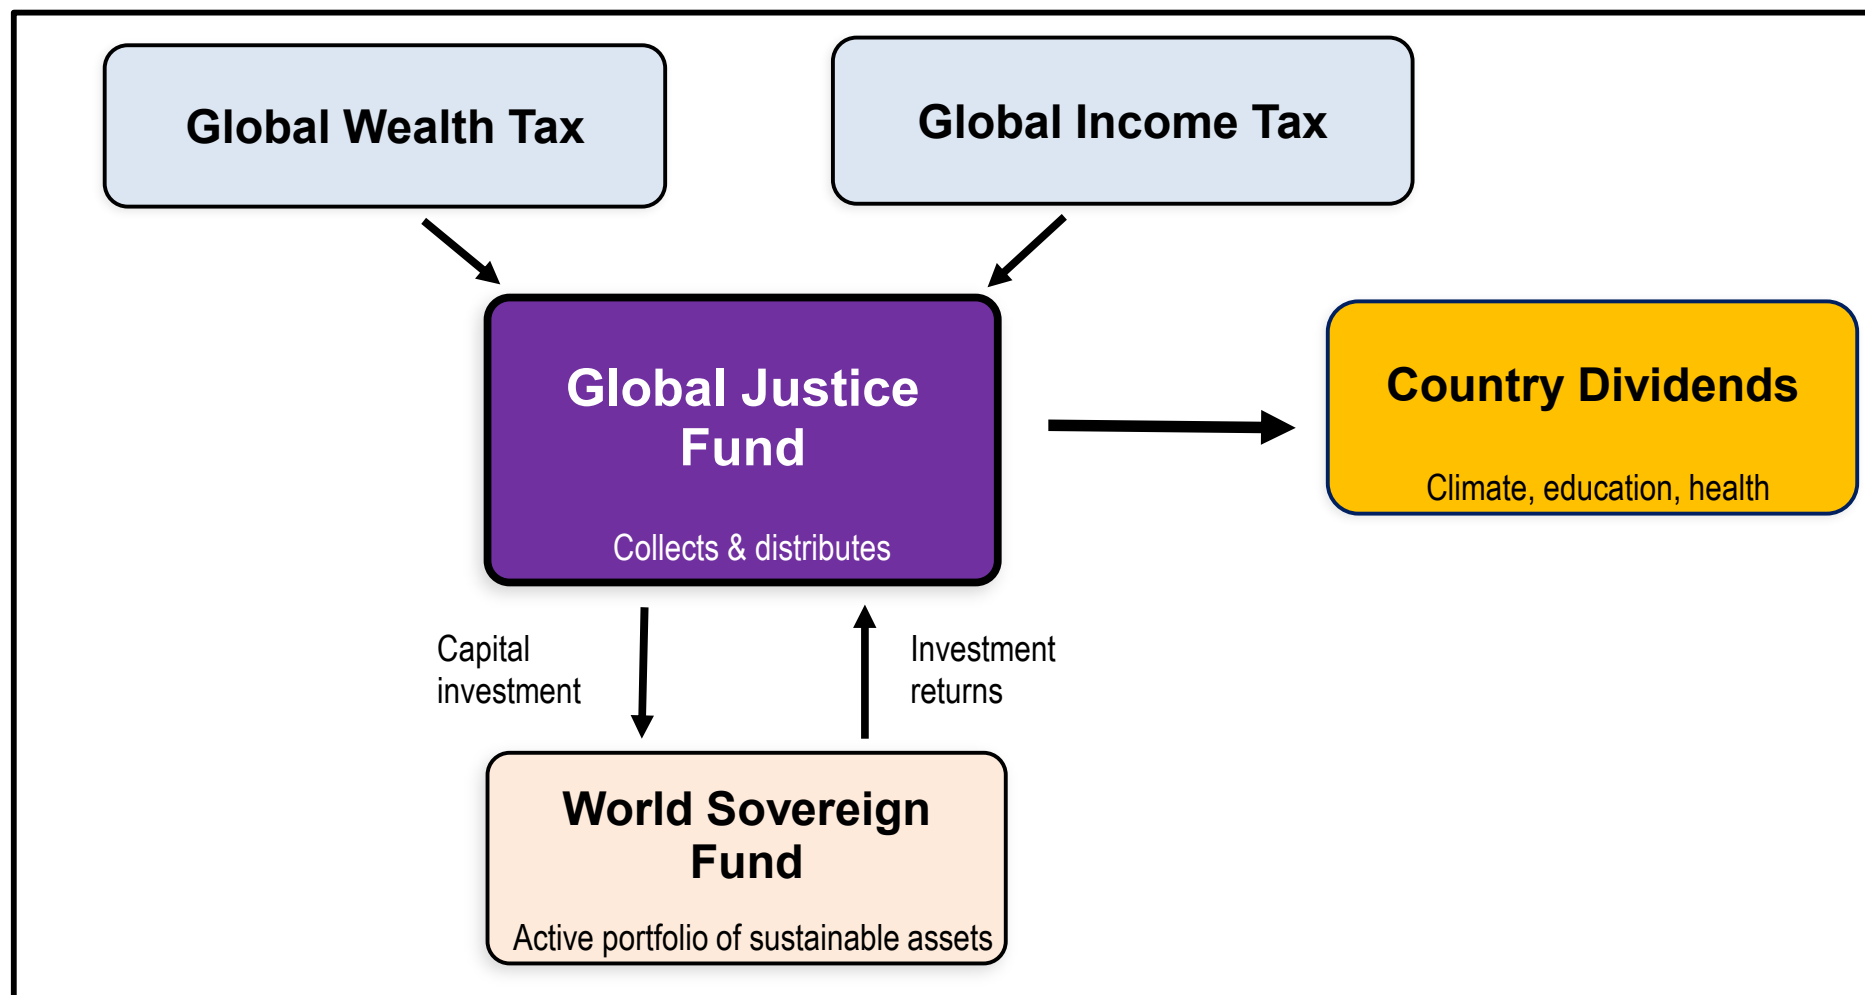 Global Wealth Tax
Global Income Tax
Global Justice
Fund
Collects & distributes
Country Dividends
Climate, education, health
Capital
investment
Investment
returns
World Sovereign
Fund
Active portfolio of sustainable assets